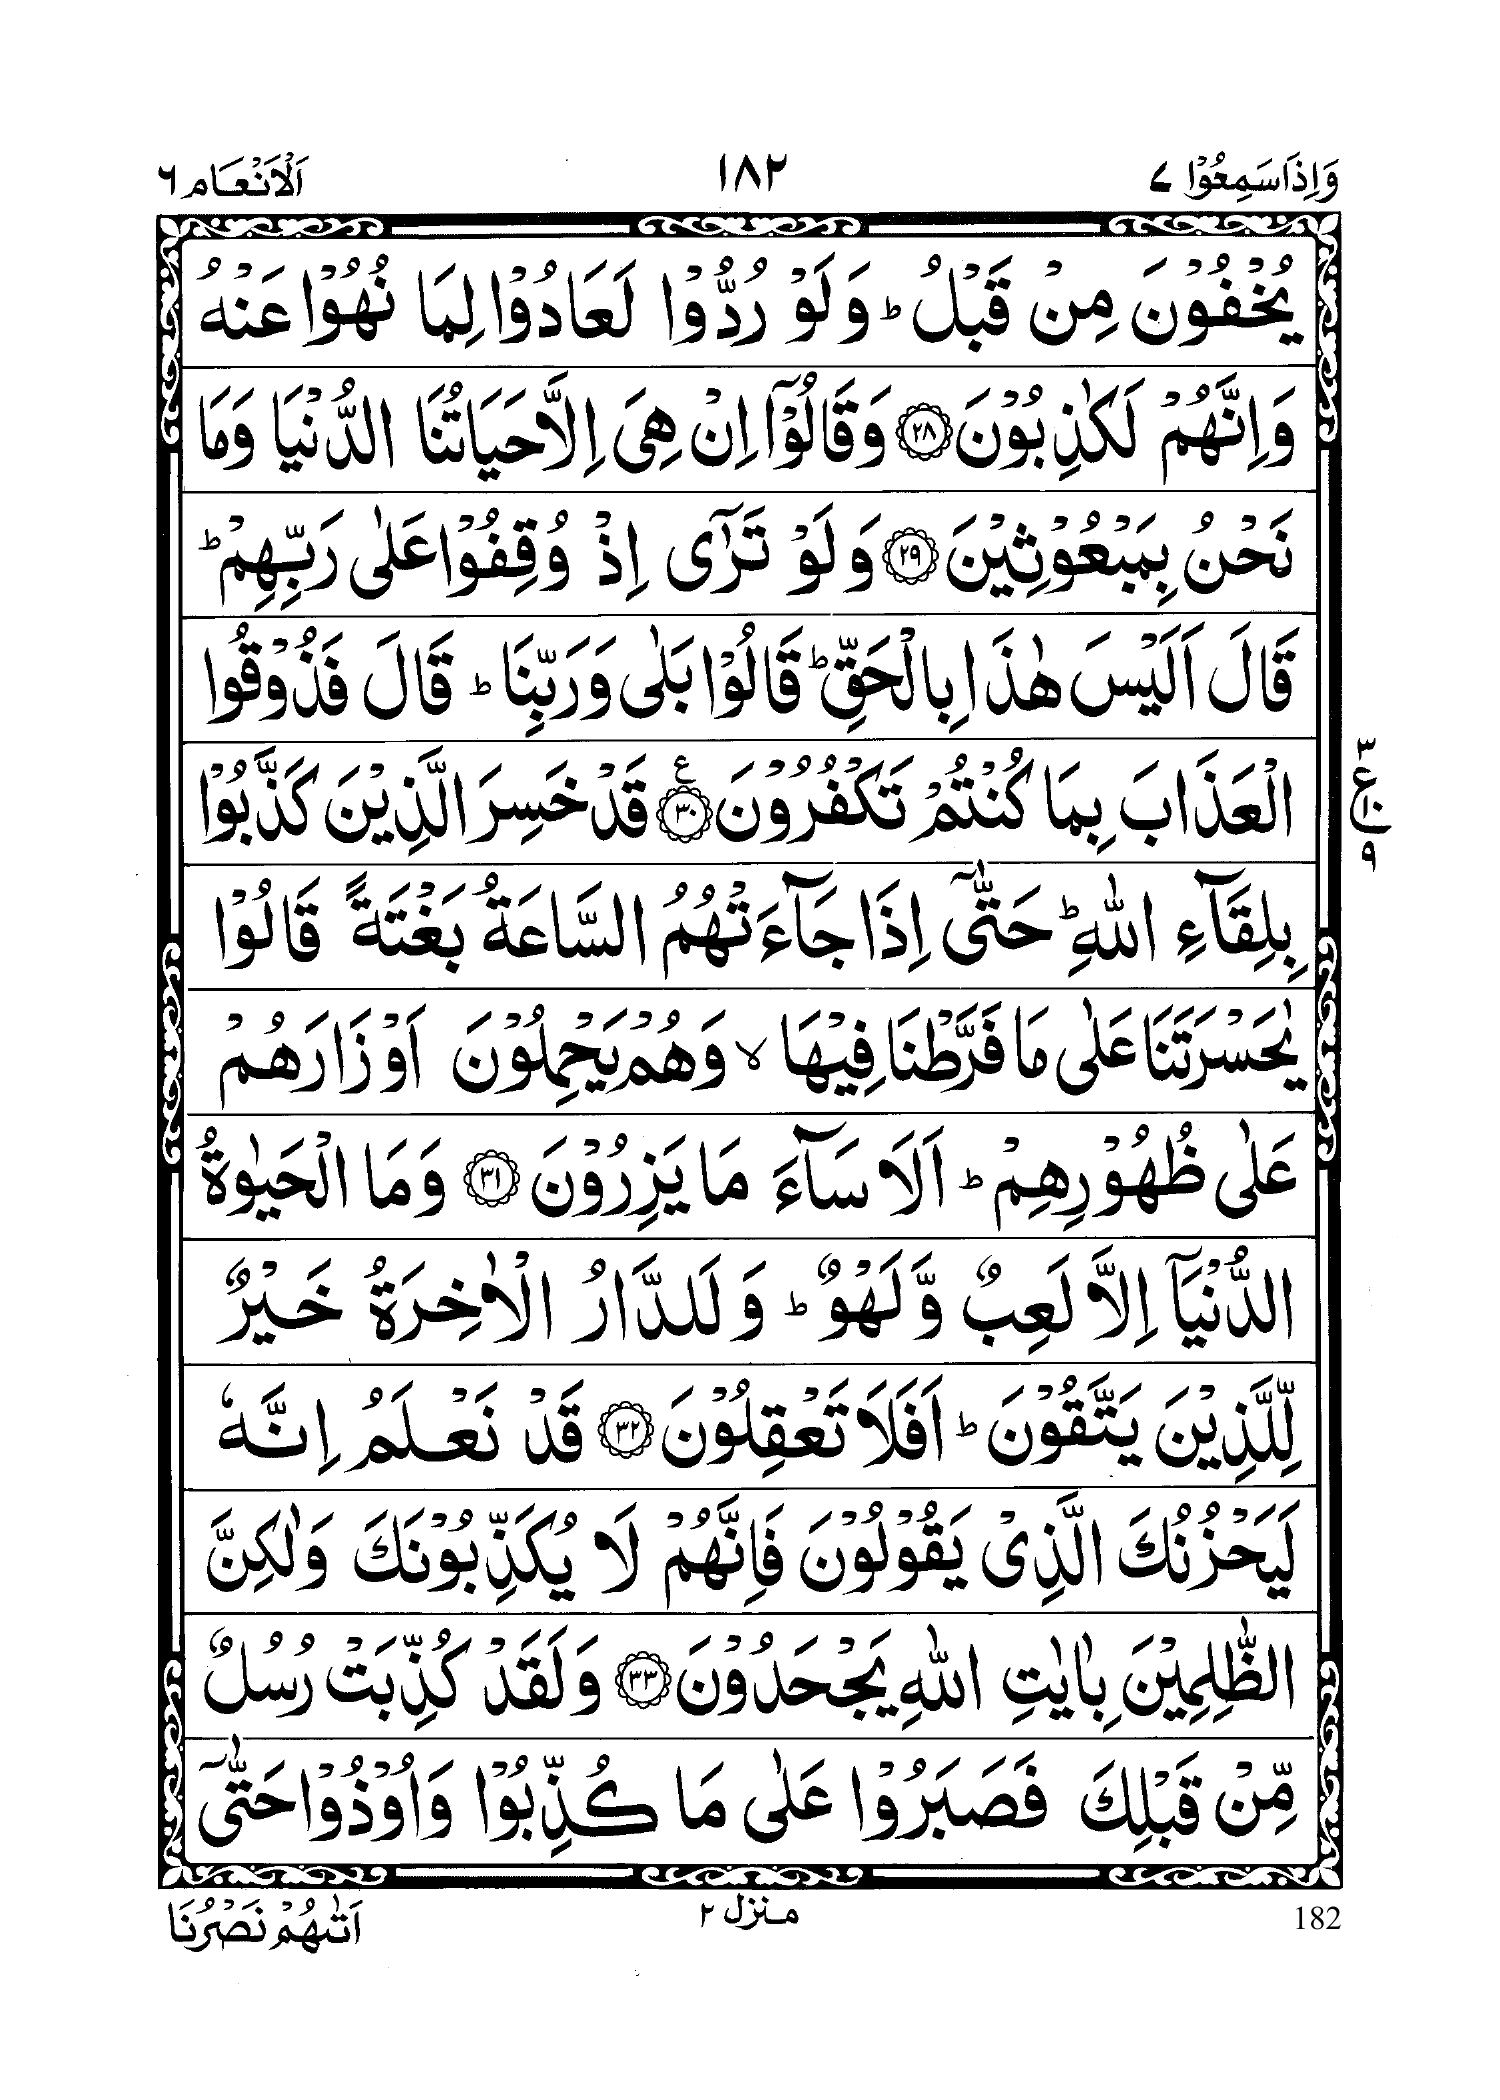 وَاِذَاسَمِعُوْا ٧
١٨٢
اَلْاَنْعَام ٦
يُخْفُوْنَ مِنْ قَبْلُ ؕ وَلَوْ رُدُّوْا لَعَادُوْا لِمَا نُهُوْا عَنْهُ
وَاِنَّهُمْ لَكٰذِبُوْنَ ﴿٢٨﴾ وَقَالُوْٓا اِنْ هِىَ اِلَّا حَيَاتُنَا الدُّنْيَا وَمَا
نَحْنُ بِمَبْعُوْثِيْنَ ﴿٢٩﴾ وَلَوْ تَرٰٓى اِذْ وُقِفُوْا عَلٰى رَبِّهِمْ ؕ
قَالَ اَلَيْسَ هٰذَا بِالْحَقِّ ؕ قَالُوْا بَلٰى وَرَبِّنَا ؕ قَالَ فَذُوْقُوا
الْعَذَابَ بِمَا كُنْتُمْ تَكْفُرُوْنَ ﴿٣٠﴾ ع قَدْ خَسِرَ الَّذِيْنَ كَذَّبُوْا
٣
ع
١٠
٩
بِلِقَآءِ اللّٰهِ ؕ حَتّٰٓى اِذَا جَآءَتْهُمُ السَّاعَةُ بَغْتَةً قَالُوْا
يٰحَسْرَتَنَا عَلٰى مَا فَرَّطْنَا فِيْهَا ۙ وَهُمْ يَحْمِلُوْنَ اَوْزَارَهُمْ
عَلٰى ظُهُوْرِهِمْ ؕ اَلَا سَآءَ مَا يَزِرُوْنَ ﴿٣١﴾ وَمَا الْحَيٰوةُ
الدُّنْيَآ اِلَّا لَعِبٌ وَّلَهْوٌ ؕ وَلَلدَّارُ الْاٰخِرَةُ خَيْرٌ
لِّلَّذِيْنَ يَتَّقُوْنَ ؕ اَفَلَا تَعْقِلُوْنَ ﴿٣٢﴾ قَدْ نَعْلَمُ اِنَّهٗ
لَيَحْزُنُكَ الَّذِىْ يَقُوْلُوْنَ فَاِنَّهُمْ لَا يُكَذِّبُوْنَكَ وَلٰكِنَّ
الظّٰلِمِيْنَ بِاٰيٰتِ اللّٰهِ يَجْحَدُوْنَ ﴿٣٣﴾ وَلَقَدْ كُذِّبَتْ رُسُلٌ
مِّنْ قَبْلِكَ فَصَبَرُوْا عَلٰى مَا كُذِّبُوْا وَاُوْذُوْا حَتّٰٓى
182
منزل ٢
اَتٰىهُمْ نَصْرُنَا